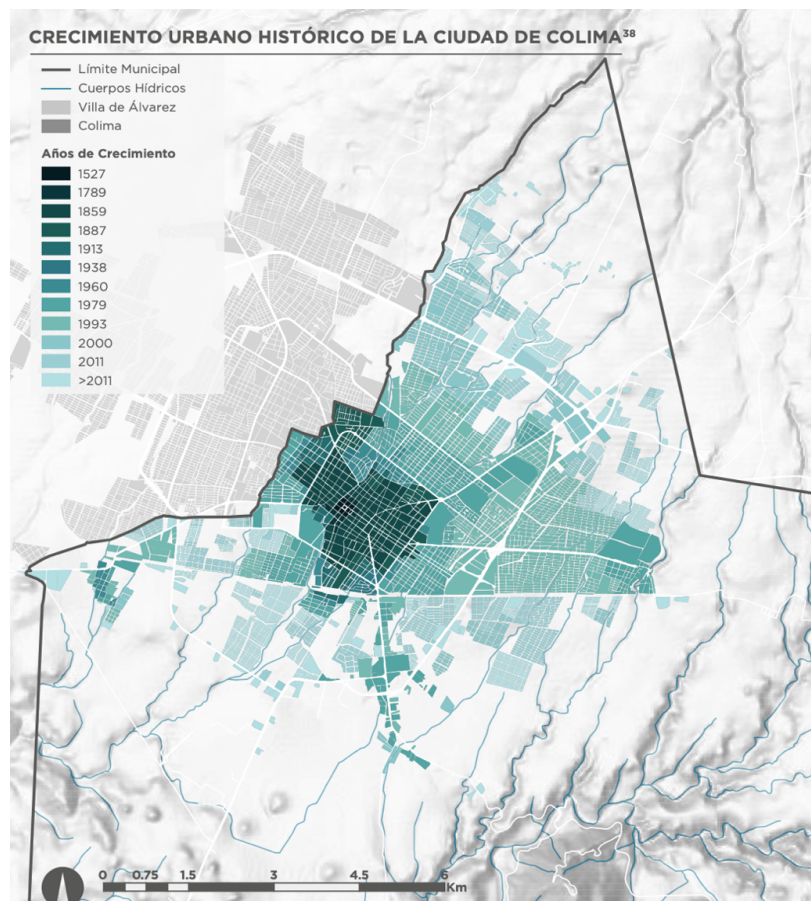 CRECIMIENTO URBANO HISTÓRICO DE LA CIUDAD DE COLIMA³⁸
Límite Municipal
Cuerpos Hídricos
Villa de Álvarez
Colima
Años de Crecimiento
1527
1789
1859
1887
1913
1938
1960
1979
1993
2000
2011
>2011
0 0.75 1.5 3 4.5 6
Km